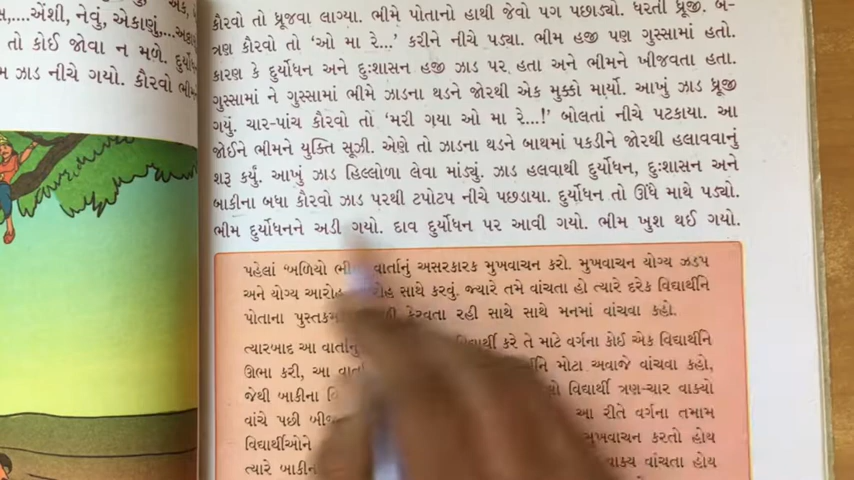 સ,....એંશી, નેવું, એકાણું,...
તો કોઈ જોવા ન મળે.
ઝાડ નીચે ગયો. કૌરવો
કૌરવો તો ધ્રૂજવા લાગ્યા. ભીમે પોતાનો હાથી જેવો પગ પછાડ્યો. ધરતી ધ્રૂજી. બ-
ત્રણ કૌરવો તો ‘ઓ મા રે...’ કરીને નીચે પડ્યા. ભીમ હજી પણ ગુસ્સામાં હતો.
કારણ કે દુર્યોધન અને દુઃશાસન હજી ઝાડ પર હતા અને ભીમને ખીજવતા હતા.
ગુસ્સામાં ને ગુસ્સામાં ભીમે ઝાડના થડને જોરથી એક મુક્કો માર્યો. આખું ઝાડ ધ્રૂજી
ગયું. ચાર-પાંચ કૌરવો તો ‘મરી ગયા ઓ મા રે...!’ બોલતાં નીચે પટકાયા. આ
જોઈને ભીમને યુક્તિ સૂઝી. એણે તો ઝાડના થડને બાથમાં પકડીને જોરથી હલાવવાનું
શરૂ કર્યું. આખું ઝાડ હિલ્લોળા લેવા માંડ્યું. ઝાડ હલવાથી દુર્યોધન, દુઃશાસન અને
બાકીના બધા કૌરવો ઝાડ પરથી ટપોટપ નીચે પછડાયા. દુર્યોધન તો ઊંધે માથે પડ્યો.
ભીમ દુર્યોધનને અડી ગયો. દાવ દુર્યોધન પર આવી ગયો. ભીમ ખુશ થઈ ગયો.
પહેલાં ‘અળિયો વાર્તાનું અસરકારક મુખવાચન કરો. મુખવાચન યોગ્ય ઝડપ
અને યોગ્ય સાથે કરવું. જ્યારે તમે વાંચતા હો ત્યારે દરેક વિદ્યાર્થીને
પોતાના કેરવતા રહી સાથે સાથે મનમાં વાંચવા કહો.
ત્યારબાદ આ વાર્તાનું વિદ્યાર્થી કરે તે માટે વર્ગના કોઈ એક વિદ્યાર્થીને
ઊભા કરી, આ મોટા અવાજે વાંચવા કહો,
જેથી બાકીના વિદ્યાર્થી ત્રણ-ચાર વાક્યો
વાંચે પછી આ રીતે વર્ગના તમામ
વિદ્યાર્થીઓને મુખવાચન કરતો હોય
ત્યારે બાકીના વાક્ય વાંચતા હોય